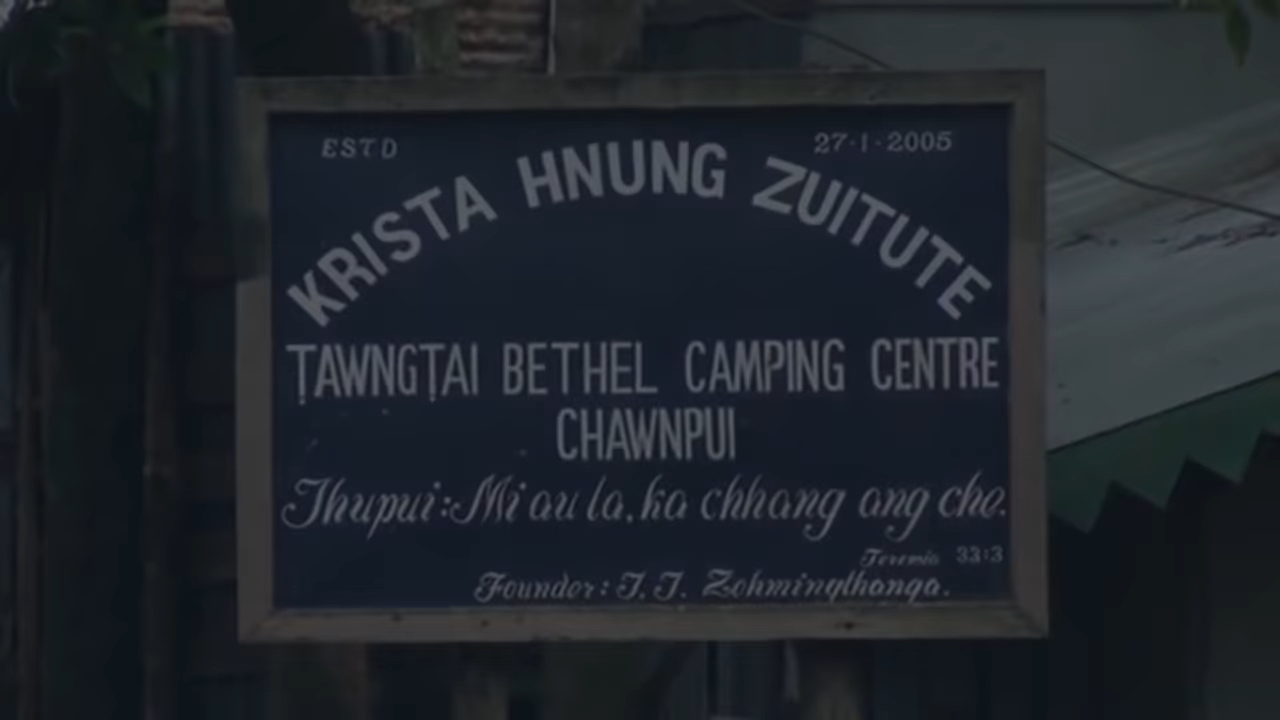 ESTD 27·1·2005
KRISTA HNUNG ZUITUTE
ṬAWNGṬAI BETHEL CAMPING CENTRE
CHAWNPUI
Thupui:- Mi au la, ka chhang ang che.
Jeremia 33:3
Founder: T. T. Zohmingthanga.